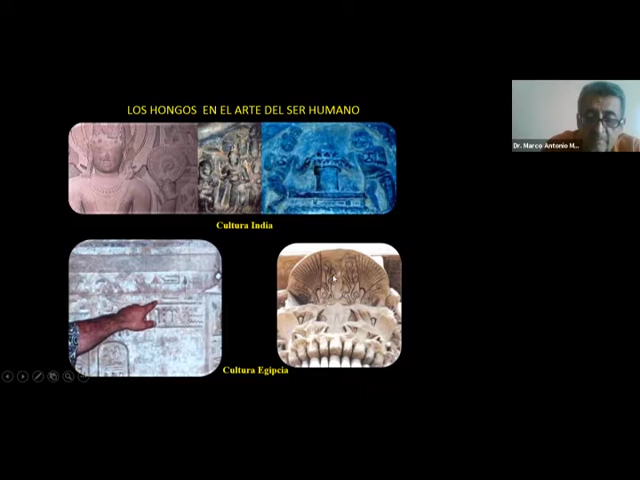 LOS HONGOS EN EL ARTE DEL SER HUMANO
Dr. Marco Antonio M...
Cultura India
Cultura Egipcia